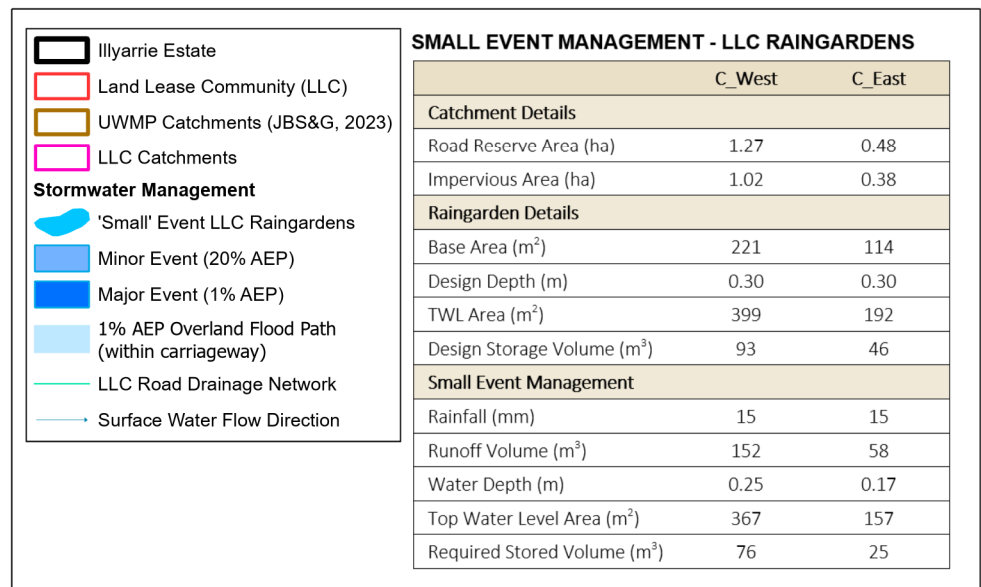 Illyarrie Estate
Land Lease Community (LLC)
UWMP Catchments (JBS&G, 2023)
LLC Catchments
Stormwater Management
'Small' Event LLC Raingardens
Minor Event (20% AEP)
Major Event (1% AEP)
1% AEP Overland Flood Path
(within carriageway)
LLC Road Drainage Network
Surface Water Flow Direction
SMALL EVENT MANAGEMENT - LLC RAINGARDENS
C_West C_East
Catchment Details
Road Reserve Area (ha) 1.27 0.48
Impervious Area (ha) 1.02 0.38
Raingarden Details
Base Area (m²) 221 114
Design Depth (m) 0.30 0.30
TWL Area (m²) 399 192
Design Storage Volume (m³) 93 46
Small Event Management
Rainfall (mm) 15 15
Runoff Volume (m³) 152 58
Water Depth (m) 0.25 0.17
Top Water Level Area (m²) 367 157
Required Stored Volume (m³) 76 25